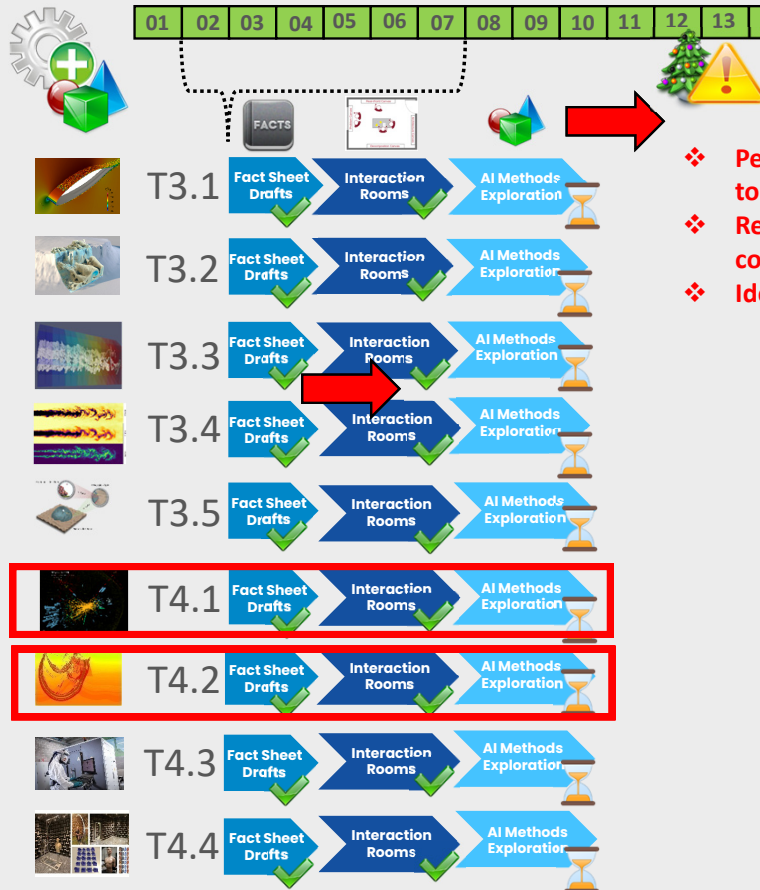 01 02 03 04 05 06 07 08 09 10 11 12 13
FACTS
Pe
to
Re
co
Ide
T3.1 Fact Sheet Interaction AI Methods
Drafts Rooms Exploration
T3.2 Fact Sheet Interaction AI Methods
Drafts Rooms Exploration
T3.3 Fact Sheet Interaction AI Methods
Drafts Rooms Exploration
T3.4 Fact Sheet Interaction AI Methods
Drafts Rooms Exploration
T3.5 Fact Sheet Interaction AI Methods
Drafts Rooms Exploration
T4.1 Fact Sheet Interaction AI Methods
Drafts Rooms Exploration
T4.2 Fact Sheet Interaction AI Methods
Drafts Rooms Exploration
T4.3 Fact Sheet Interaction AI Methods
Drafts Rooms Exploration
T4.4 Fact Sheet Interaction AI Methods
Drafts Rooms Exploration